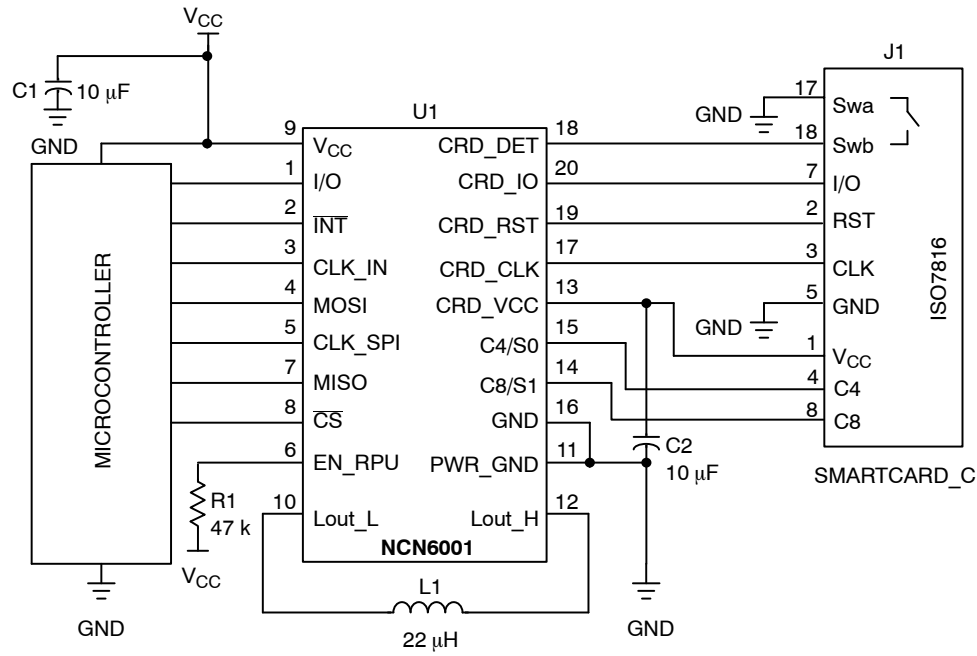 VCC
C1
10 µF
GND
MICROCONTROLLER
GND
U1
9
VCC
1
I/O
2
INT
3
CLK_IN
4
MOSI
5
CLK_SPI
7
MISO
8
CS
6
EN_RPU
10
Lout_L
R1
47 k
VCC
18
CRD_DET
20
CRD_IO
19
CRD_RST
17
CRD_CLK
13
CRD_VCC
15
C4/S0
14
C8/S1
16
GND
11
PWR_GND
12
Lout_H
NCN6001
L1
22 µH
C2
10 µF
GND
J1
GND
17
Swa
18
Swb
7
I/O
2
RST
3
CLK
GND
5
GND
1
VCC
4
C4
8
C8
ISO7816
SMARTCARD_C